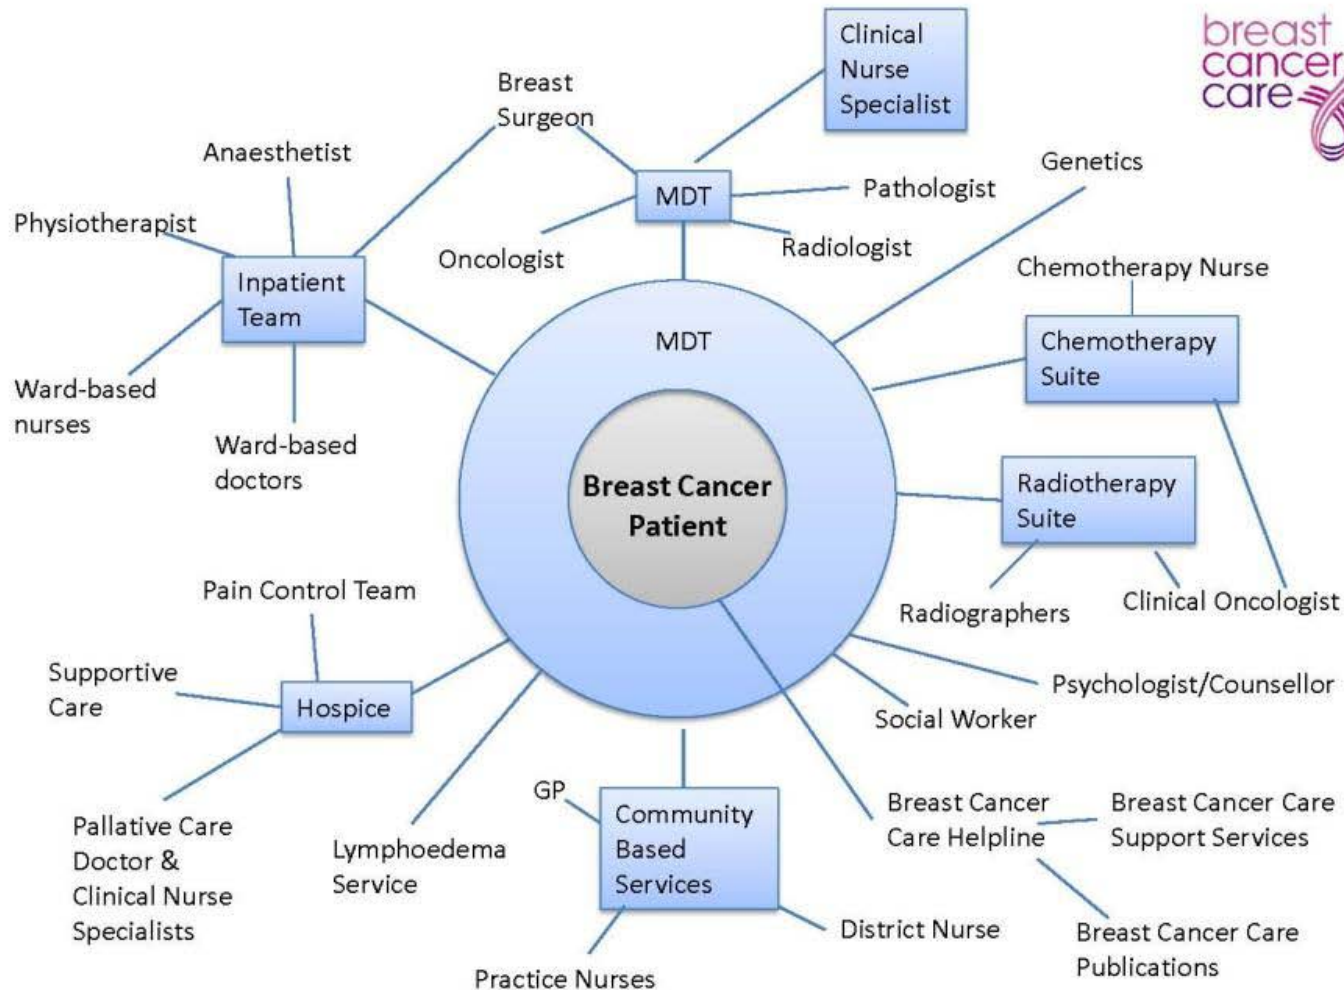 breast
cancer
care
Clinical
Nurse
Specialist
Breast
Surgeon
Anaesthetist
Genetics
MDT
Pathologist
Physiotherapist
Oncologist
Radiologist
Inpatient
Team
Chemotherapy Nurse
MDT
Chemotherapy
Suite
Ward-based
nurses
Ward-based
doctors
Breast Cancer
Patient
Radiotherapy
Suite
Radiographers
Clinical Oncologist
Pain Control Team
Supportive
Care
Hospice
Psychologist/Counsellor
Social Worker
GP
Community
Based
Services
Breast Cancer
Care Helpline
Breast Cancer Care
Support Services
Pallative Care
Doctor &
Clinical Nurse
Specialists
Lymphoedema
Service
District Nurse
Practice Nurses
Breast Cancer Care
Publications